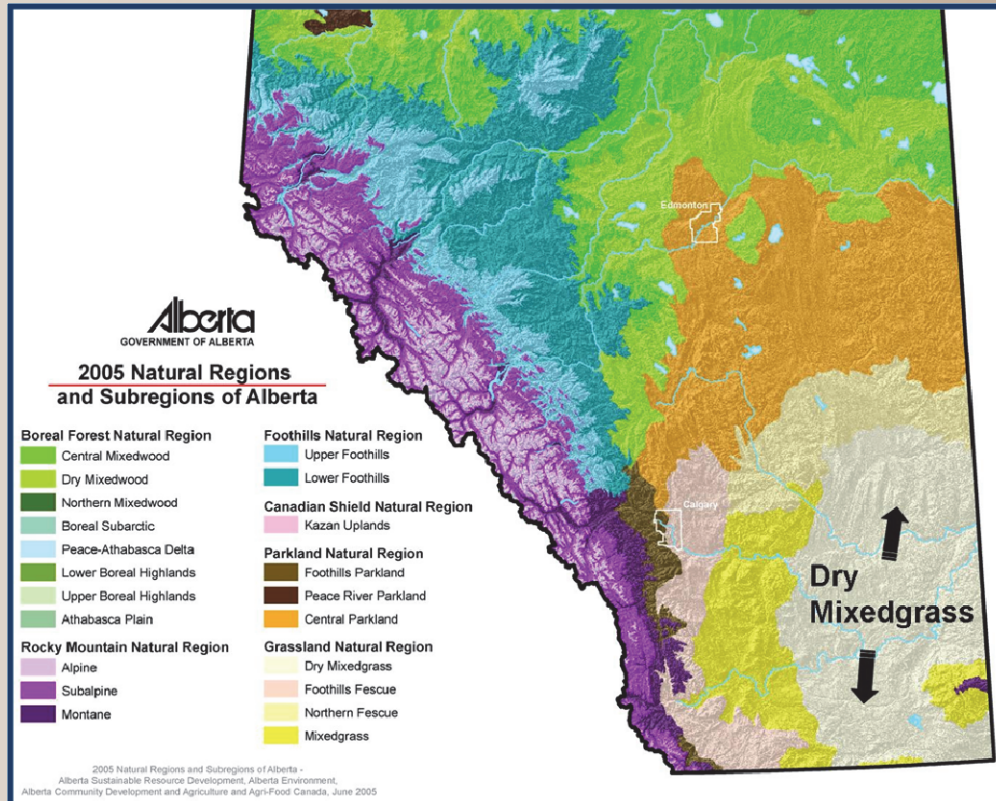 Edmonton
Calgary
Dry
Mixedgrass
Alberta
GOVERNMENT OF ALBERTA
2005 Natural Regions
and Subregions of Alberta
Boreal Forest Natural Region
Central Mixedwood
Dry Mixedwood
Northern Mixedwood
Boreal Subarctic
Peace-Athabasca Delta
Lower Boreal Highlands
Upper Boreal Highlands
Athabasca Plain
Rocky Mountain Natural Region
Alpine
Subalpine
Montane
Foothills Natural Region
Upper Foothills
Lower Foothills
Canadian Shield Natural Region
Kazan Uplands
Parkland Natural Region
Foothills Parkland
Peace River Parkland
Central Parkland
Grassland Natural Region
Dry Mixedgrass
Foothills Fescue
Northern Fescue
Mixedgrass
2005 Natural Regions and Subregions of Alberta -
Alberta Sustainable Resource Development, Alberta Environment,
Alberta Community Development and Agriculture and Agri-Food Canada, June 2005